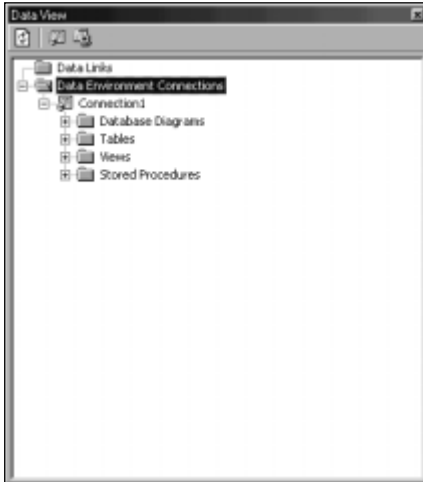 Data View
Data Links
Data Environment Connections
Connection1
Database Diagrams
Tables
Views
Stored Procedures